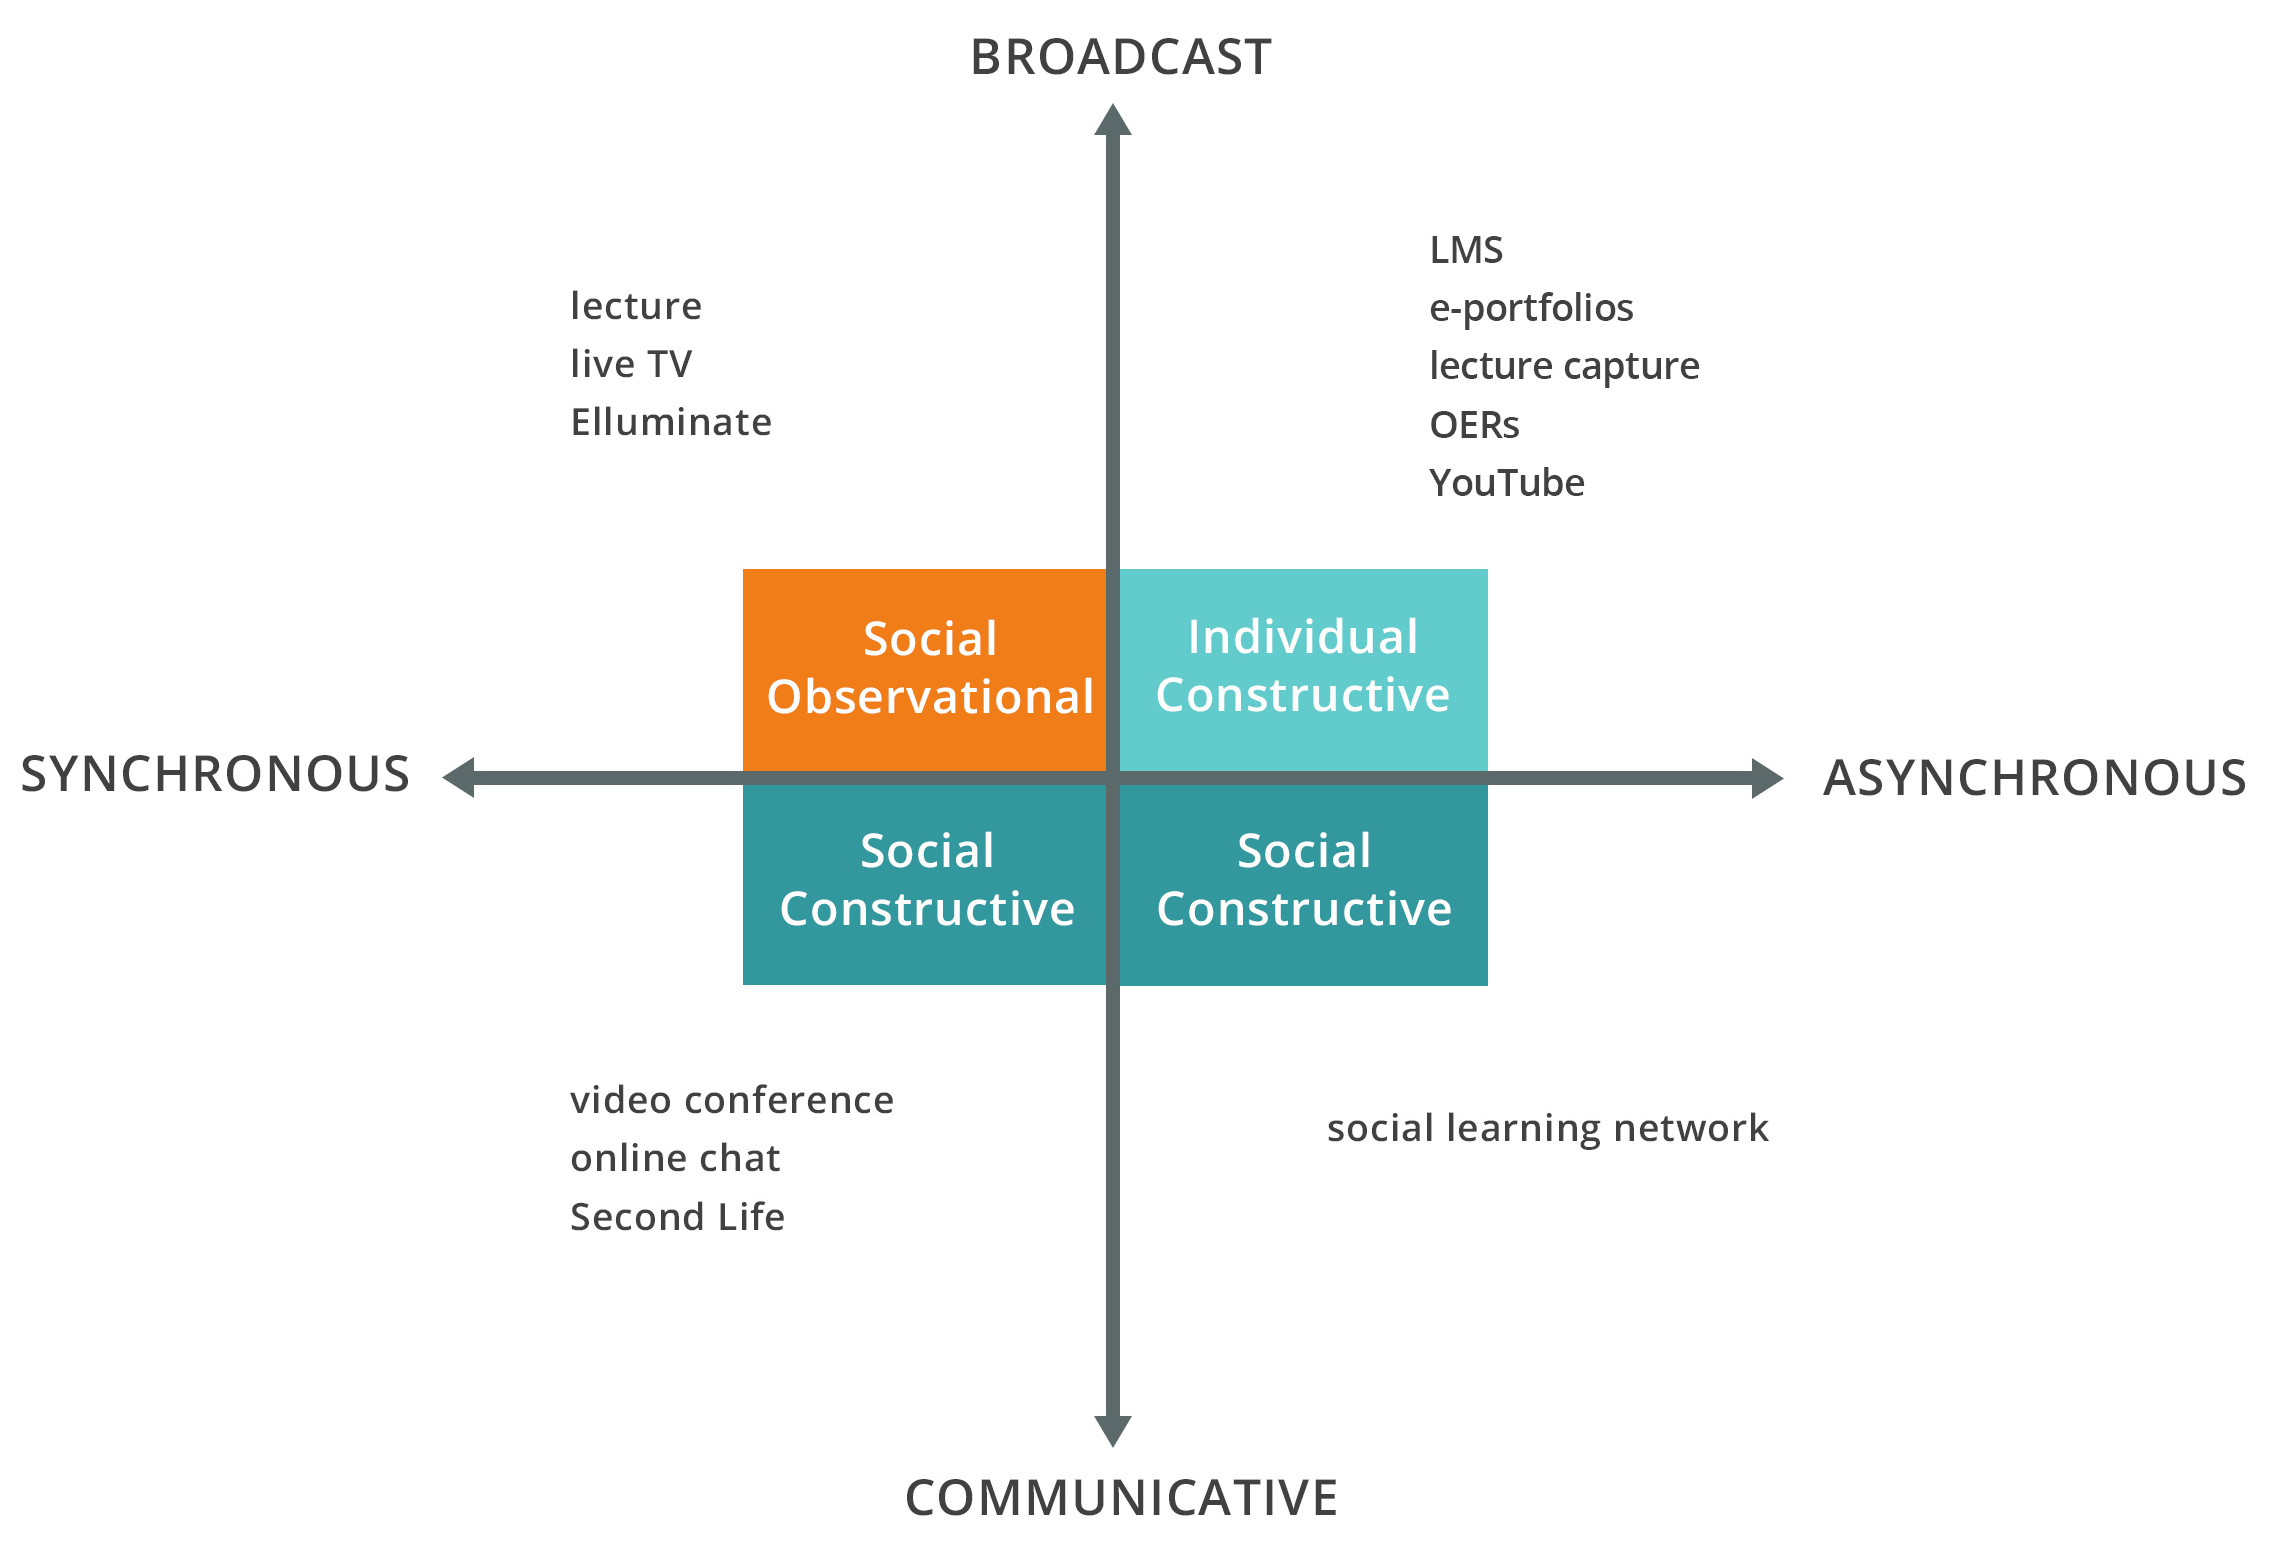 BROADCAST
lecture
live TV
Elluminate
LMS
e-portfolios
lecture capture
OERs
YouTube
Social
Observational
Individual
Constructive
SYNCHRONOUS
ASYNCHRONOUS
Social
Constructive
Social
Constructive
video conference
online chat
Second Life
social learning network
COMMUNICATIVE